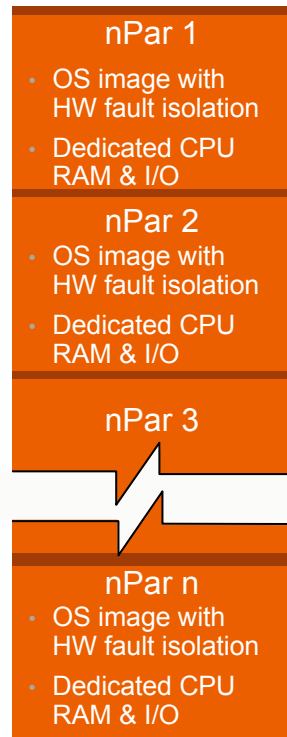 nPar 1
• OS image with
HW fault isolation
• Dedicated CPU
RAM & I/O
nPar 2
• OS image with
HW fault isolation
• Dedicated CPU
RAM & I/O
nPar 3
nPar n
• OS image with
HW fault isolation
• Dedicated CPU
RAM & I/O